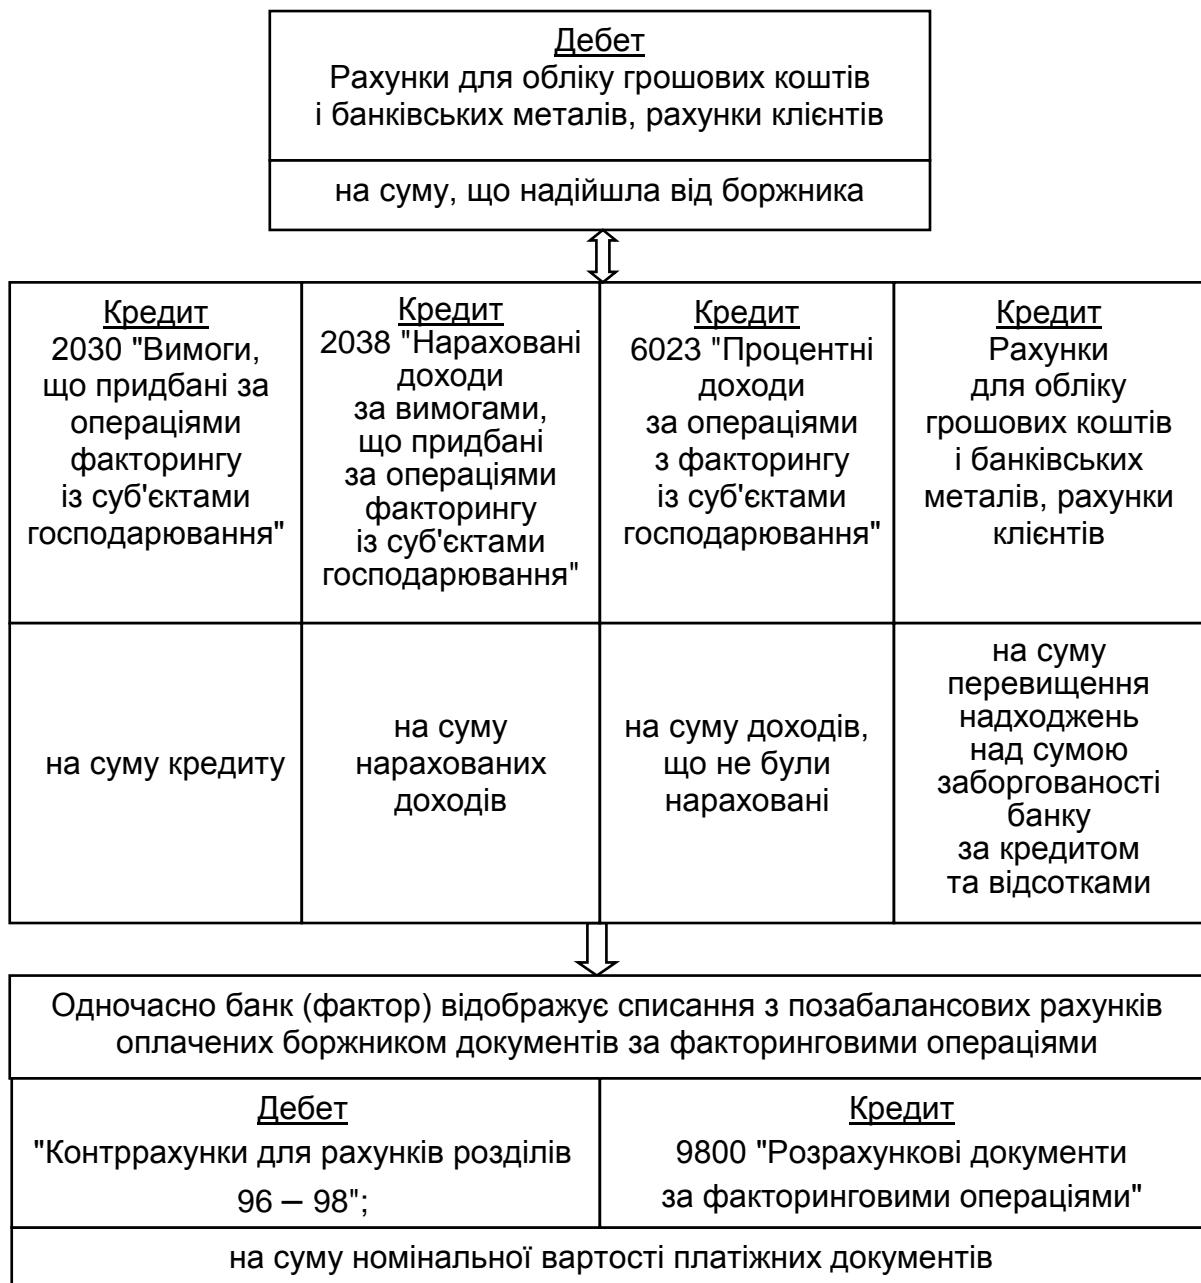 Дебет
Рахунки для обліку грошових коштів
і банківських металів, рахунки клієнтів
на суму, що надійшла від боржника
Кредит
2030 "Вимоги,
що придбані за
операціями
факторингу
із суб'єктами
господарювання"
Кредит
2038 "Нараховані
доходи
за вимогами,
що придбані
за операціями
факторингу
із суб'єктами
господарювання"
Кредит
6023 "Процентні
доходи
за операціями
з факторингу
із суб'єктами
господарювання"
Кредит
Рахунки
для обліку
грошових коштів
і банківських
металів, рахунки
клієнтів
на суму кредиту
на суму
нарахованих
доходів
на суму доходів,
що не були
нараховані
на суму
перевищення
надходжень
над сумою
заборгованості
банку
за кредитом
та відсотками
Одночасно банк (фактор) відображує списання з позабалансових рахунків
оплачених боржником документів за факторинговими операціями
Дебет
"Контррахунки для рахунків розділів
96 – 98";
Кредит
9800 "Розрахункові документи
за факторинговими операціями"
на суму номінальної вартості платіжних документів